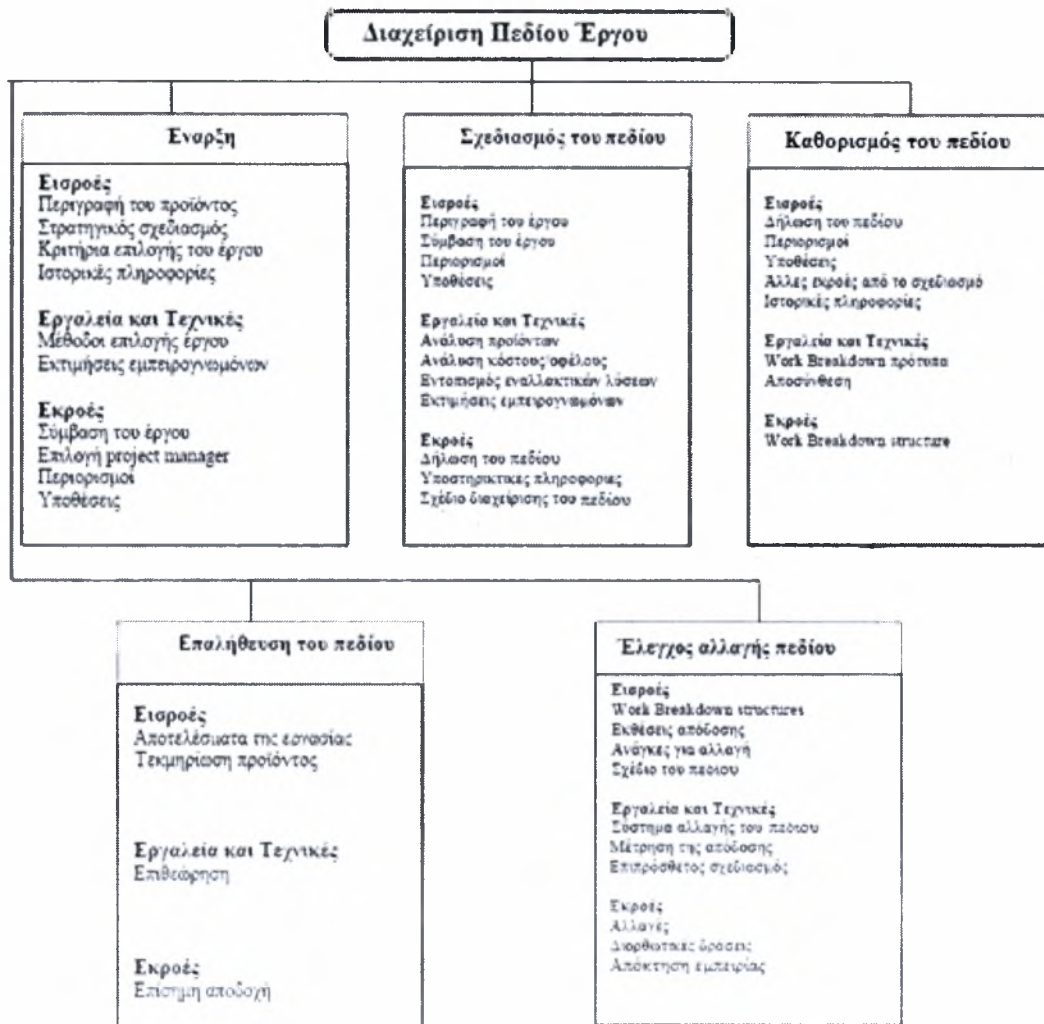 Διαχείριση Πεδίου Έργου
Έναρξη
Εισροές
Περιγραφή του προϊόντος
Στρατηγικός σχεδιασμός
Κριτήρια επιλογής του έργου
Ιστορικές πληροφορίες
Εργαλεία και Τεχνικές
Μέθοδοι επιλογής έργου
Εκτιμήσεις εμπειρογνωμόνων
Εκροές
Σύμβαση του έργου
Επιλογή project manager
Περιορισμοί
Υποθέσεις
Σχεδιασμός του πεδίου
Εισροές
Περιγραφή του έργου
Σύμβαση του έργου
Περιορισμοί
Υποθέσεις
Εργαλεία και Τεχνικές
Ανάλυση προϊόντων
Ανάλυση κόστους/οφέλους
Εντοπισμός εναλλακτικών λύσεων
Εκτιμήσεις εμπειρογνωμόνων
Εκροές
Δήλωση του πεδίου
Υποστηρικτικες πληροφοριες
Σχέδιο διαχείρισης του πεδίου
Καθορισμός του πεδίου
Εισροές
Δήλωση του πεδίου
Περιορισμοί
Υποθέσεις
Άλλες εκροές από το σχεδιασμό
Ιστορικές πληροφορίες
Εργαλεία και Τεχνικές
Work Breakdown πρότυπα
Αποσύνθεση
Εκροές
Work Breakdown structure
Επαλήθευση του πεδίου
Εισροές
Αποτελέσματα της εργασίας
Τεκμηρίωση προϊόντος
Εργαλεία και Τεχνικές
Επιθεώρηση
Εκροές
Επίσημη αποδοχή
Έλεγχος αλλαγής πεδίου
Εισροές
Work Breakdown structures
Εκθέσεις απόδοσης
Ανάγκες για αλλαγή
Σχέδιο του πεδιου
Εργαλεία και Τεχνικές
Σύστημα αλλαγής του πεδιου
Μέτρηση της απόδοσης
Επιπρόσθετος σχεδιασμός
Εκροές
Αλλαγές
Διορθωτικες δράσεις
Απόκτηση εμπειρίας